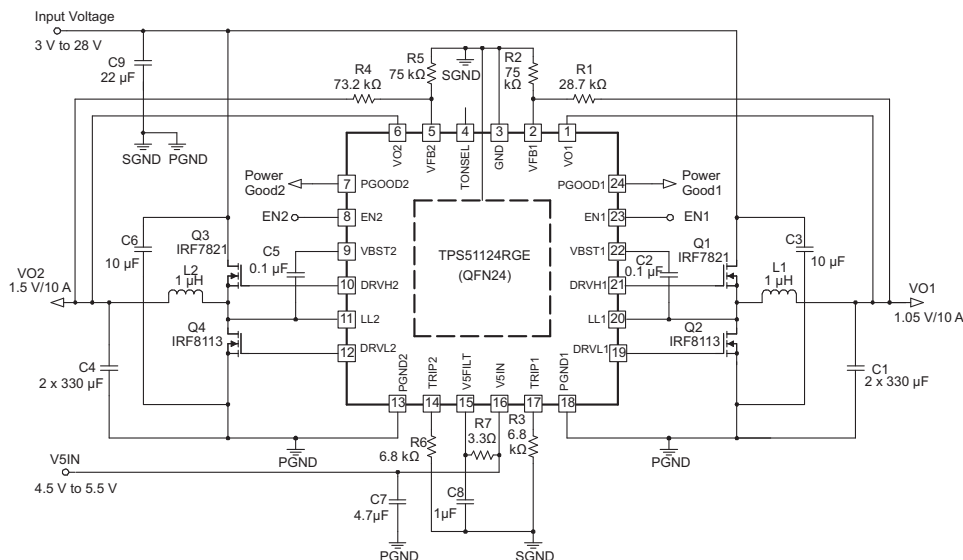 Input Voltage
3 V to 28 V
C9
22 µF
SGND
PGND
R4
73.2 kΩ
R5
75 kΩ
SGND
R2
75
kΩ
R1
28.7 kΩ
6
5
4
3
2
1
VO2
VFB2
TONSEL
GND
VFB1
VO1
Power
Good2
7
PGOOD2
PGOOD1
24
Power
Good1
EN2
8
EN2
EN1
23
EN1
Q3
IRF7821
C6
10 µF
C5
0.1 µF
9
VBST2
VBST1
22
C2
0.1 µF
Q1
IRF7821
C3
10 µF
TPS51124RGE
(QFN24)
VO2
1.5 V/10 A
L2
1 µH
10
DRVH2
DRVH1
21
L1
1 µH
VO1
1.05 V/10 A
11
LL2
LL1
20
Q4
IRF8113
12
DRVL2
DRVL1
19
Q2
IRF8113
C4
2 x 330 µF
C1
2 x 330 µF
PGND2
TRIP2
V5FILT
V5IN
TRIP1
PGND1
13
14
15
16
17
18
PGND
R6
6.8 kΩ
R7
3.3Ω
R3
6.8
kΩ
PGND
V5IN
4.5 V to 5.5 V
C7
4.7µF
C8
1µF
PGND
SGND